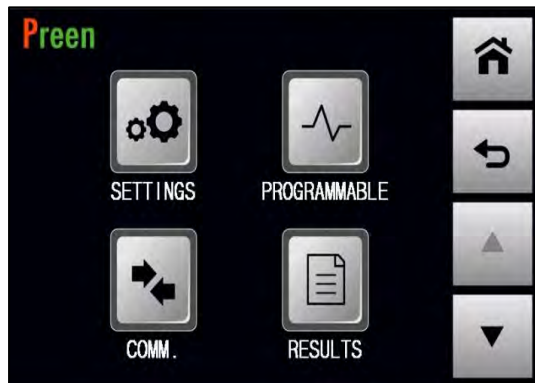 Preen
SETTINGS
PROGRAMMABLE
COMM.
RESULTS